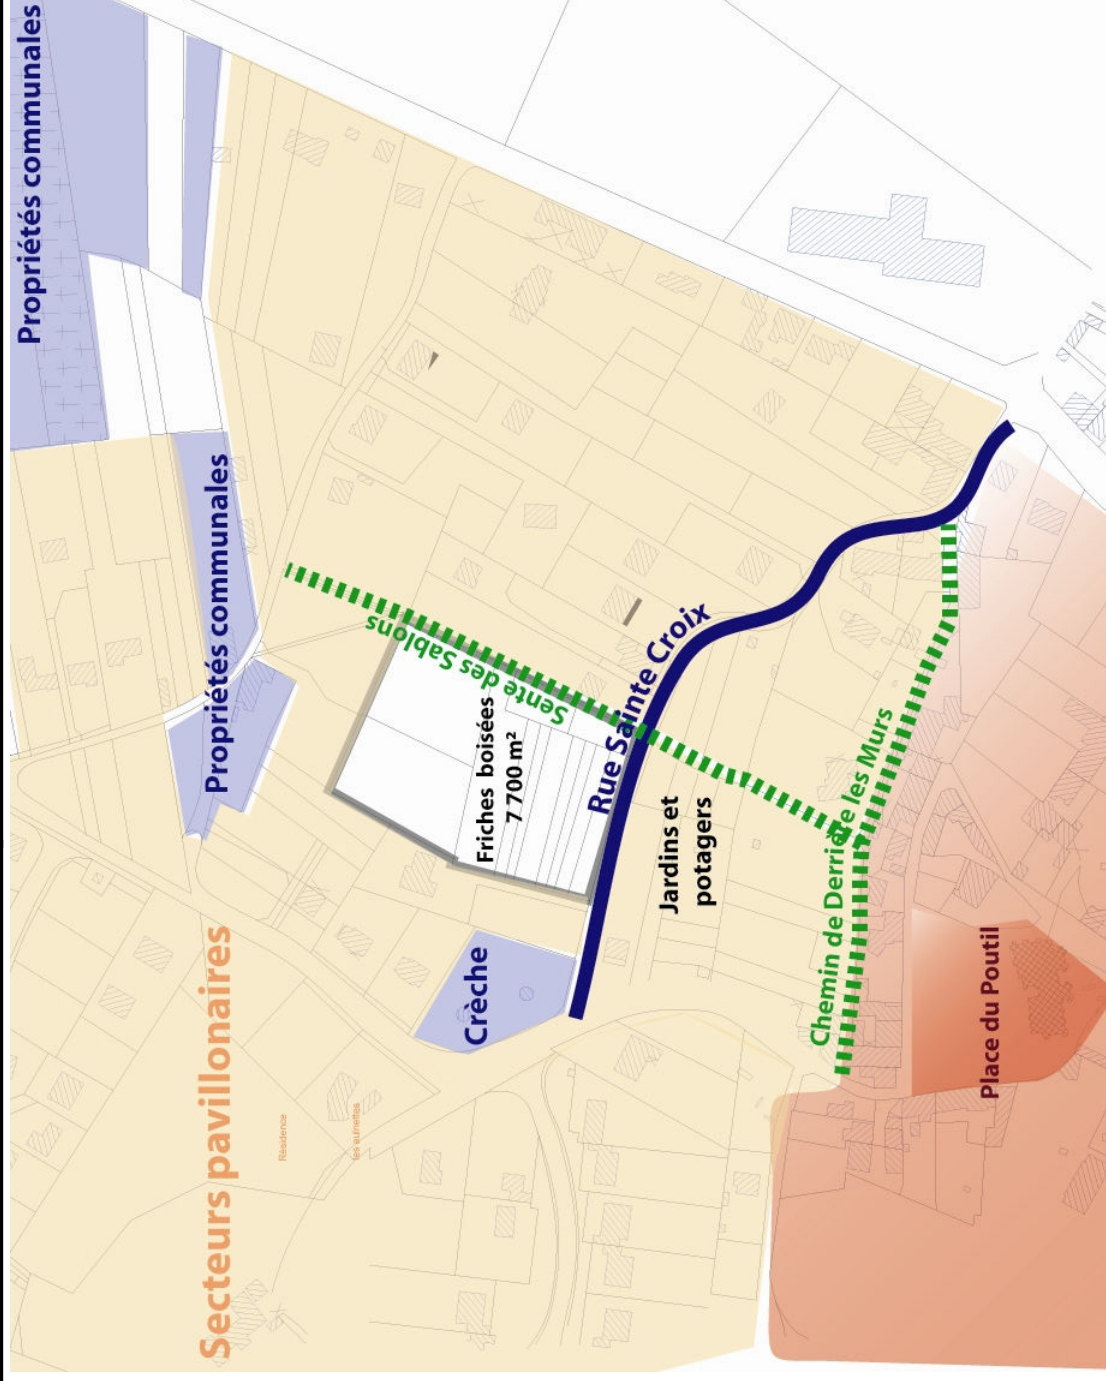 Propriétés communales
Propriétés communales
Sente des Sablons
Friches boisées
7 700 m²
Rue Sainte Croix
Jardins et
potagers
Chemin de Derrière les Murs
Crèche
Place du Poutil
Secteurs pavillonaires
Résidence
les aulnettes